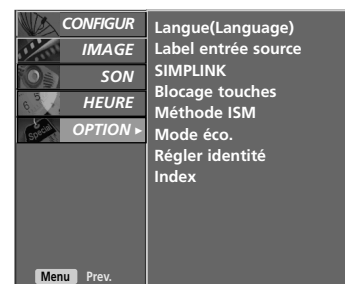 CONFIGUR
IMAGE
SON
HEURE
OPTION
Special
Langue(Language)
Label entrée source
SIMPLINK
Blocage touches
Méthode ISM
Mode éco.
Régler identité
Index
Menu Prev.